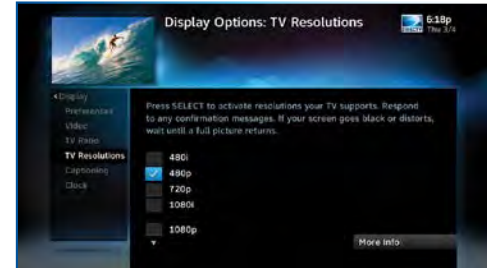 Display Options: TV Resolutions
6:18p
Thu 3/4
Display
Preferences
Video
TV Ratio
TV Resolutions
Captioning
Clock
Press SELECT to activate resolutions your TV supports. Respond
to any confirmation messages. If your screen goes black or distorts,
wait until a full picture returns.
480i
480p
720p
1080i
1080p
More Info